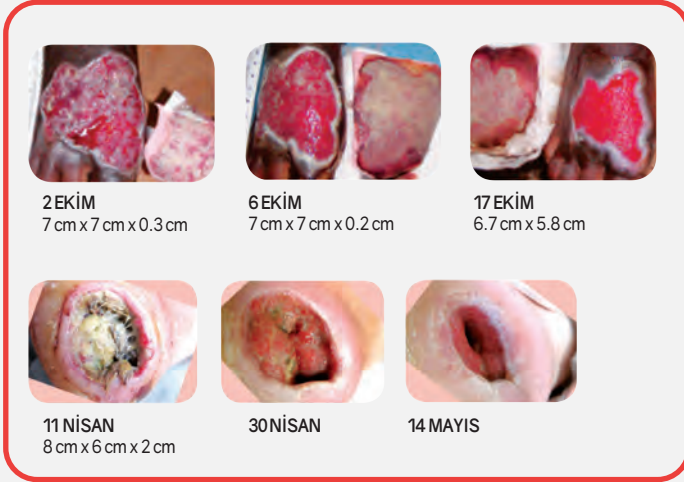 2 EKİM
7 cm x 7 cm x 0.3 cm
6 EKİM
7 cm x 7 cm x 0.2 cm
17 EKİM
6.7 cm x 5.8 cm
11 NİSAN
8 cm x 6 cm x 2 cm
30 NİSAN
14 MAYIS